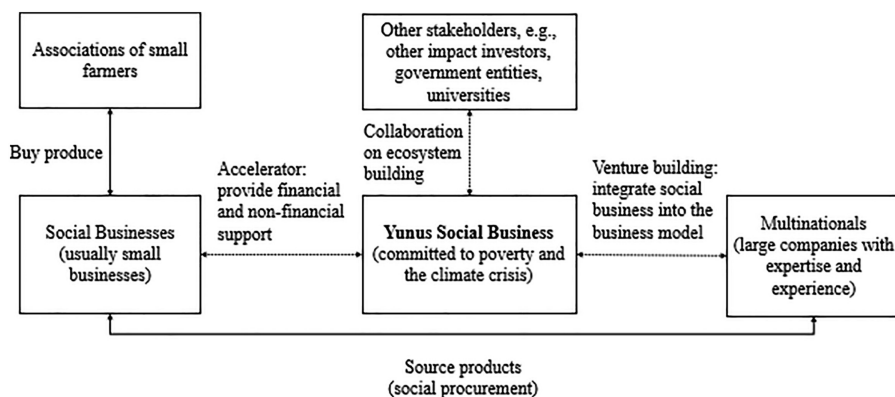 Associations of small
farmers
Other stakeholders, e.g.,
other impact investors,
government entities,
universities
Buy produce
Accelerator:
provide financial
and non-financial
support
Collaboration
on ecosystem
building
Venture building:
integrate social
business into the
business model
Social Businesses
(usually small
businesses)
Yunus Social Business
(committed to poverty and
the climate crisis)
Multinationals
(large companies with
expertise and
experience)
Source products
(social procurement)